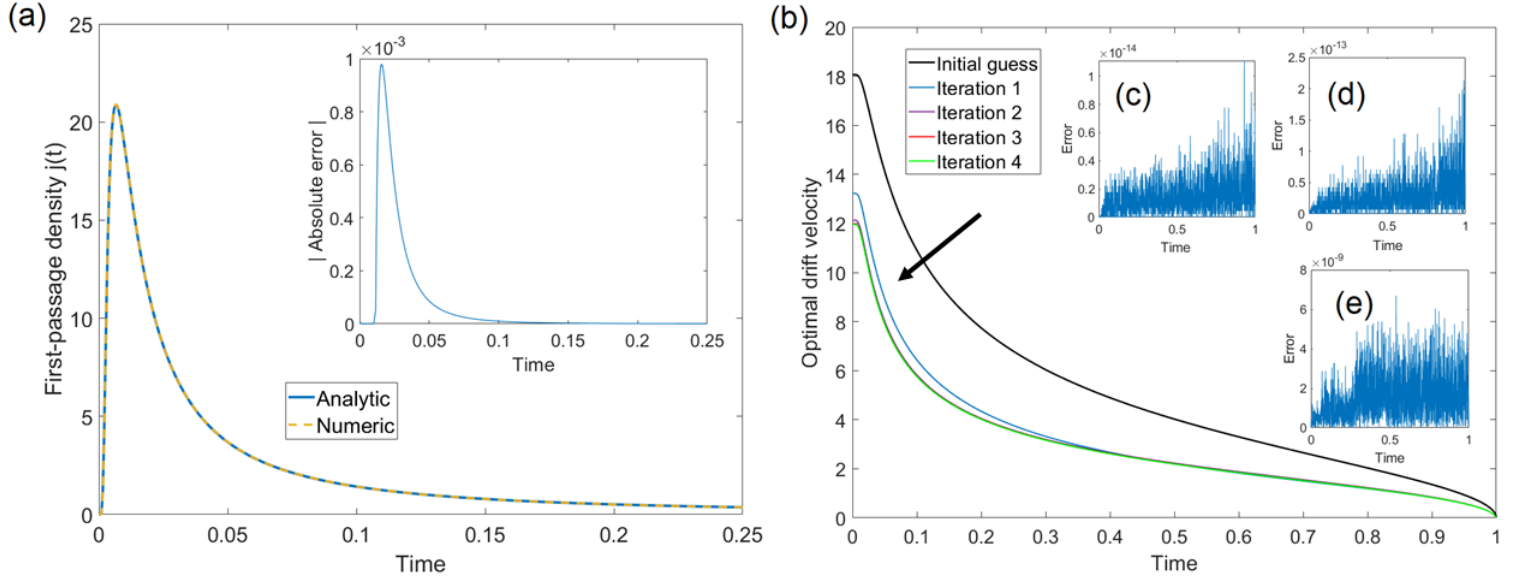 (a)
25
20
15
10
5
0
0 0.05 0.1 0.15 0.2 0.25
First-passage density j(t)
Time
×10-3
1
0.8
0.6
0.4
0.2
0
0 0.05 0.1 0.15 0.2 0.25
| Absolute error |
Time
Analytic
Numeric
(b)
20
18
16
14
12
10
8
6
4
2
0
0 0.1 0.2 0.3 0.4 0.5 0.6 0.7 0.8 0.9 1
Optimal drift velocity
Time
Initial guess
Iteration 1
Iteration 2
Iteration 3
Iteration 4
×10-14
(c)
1
0.8
0.6
0.4
0.2
0
0.5 1
Error
Time
×10-13
(d)
2.5
2
1.5
1
0.5
0
0 0.5 1
Error
Time
×10-9
(e)
8
6
4
2
0
0 0.5 1
Error
Time